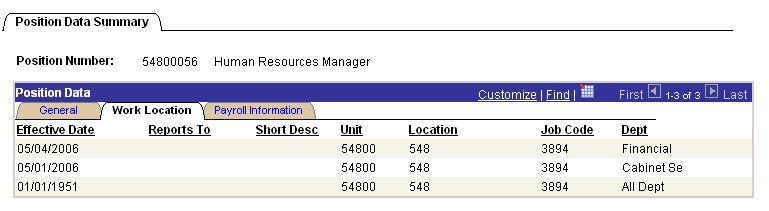 Position Data Summary
Position Number: 54800056 Human Resources Manager
Position Data Customize | Find | First 1-3 of 3 Last
General Work Location Payroll Information
Effective Date Reports To Short Desc Unit Location Job Code Dept
05/04/2006 54800 548 3894 Financial
05/01/2006 54800 548 3894 Cabinet Se
01/01/1951 54800 548 3894 All Dept